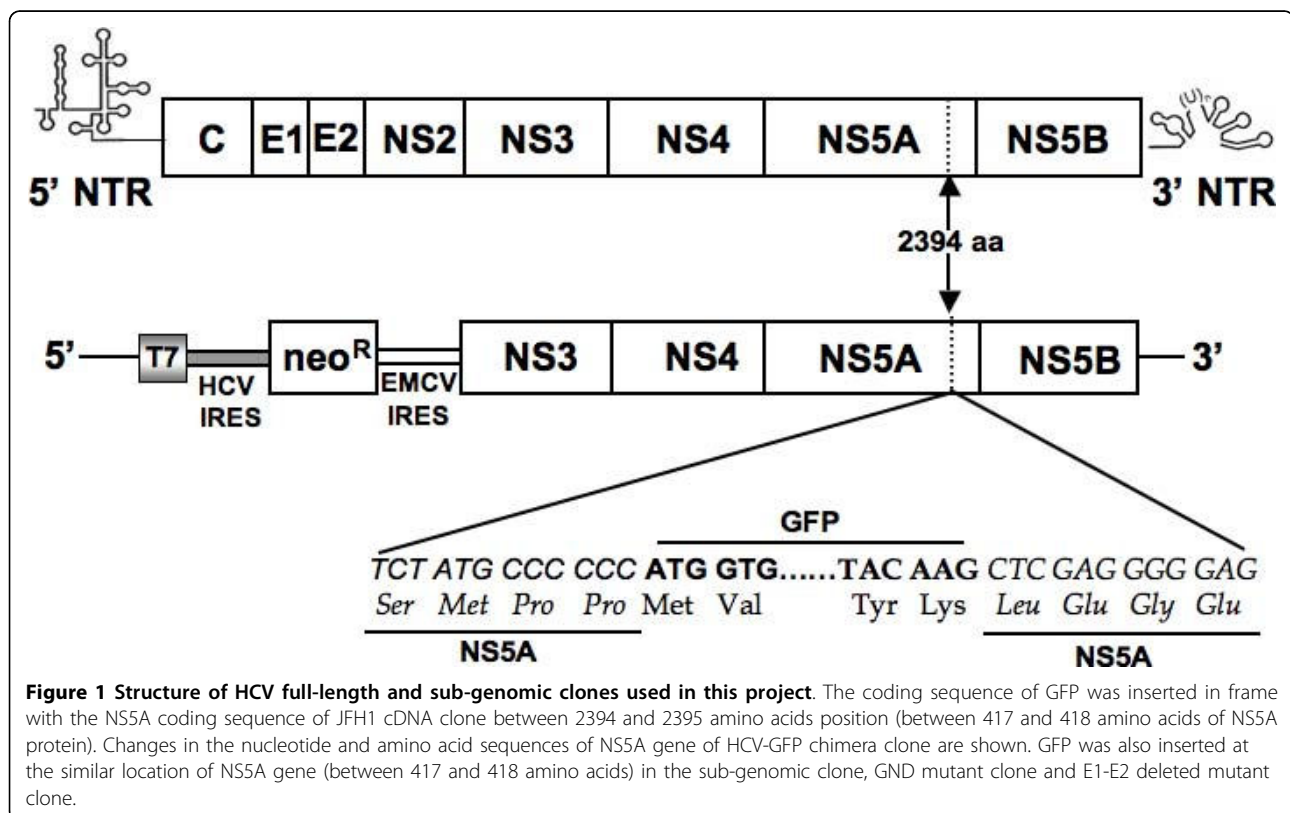 C E1 E2 NS2 NS3 NS4 NS5A NS5B
(U)n
5' NTR 3' NTR
2394 aa
5' T7 neoR NS3 NS4 NS5A NS5B 3'
HCV IRES
EMCV IRES
GFP
TCT ATG CCC CCC ATG GTG......TAC AAG CTC GAG GGG GAG
Ser Met Pro Pro Met Val Tyr Lys Leu Glu Gly Glu
NS5A NS5A
Figure 1 Structure of HCV full-length and sub-genomic clones used in this project. The coding sequence of GFP was inserted in frame
with the NS5A coding sequence of JFH1 cDNA clone between 2394 and 2395 amino acids position (between 417 and 418 amino acids of NS5A
protein). Changes in the nucleotide and amino acid sequences of NS5A gene of HCV-GFP chimera clone are shown. GFP was also inserted at
the similar location of NS5A gene (between 417 and 418 amino acids) in the sub-genomic clone, GND mutant clone and E1-E2 deleted mutant
clone.